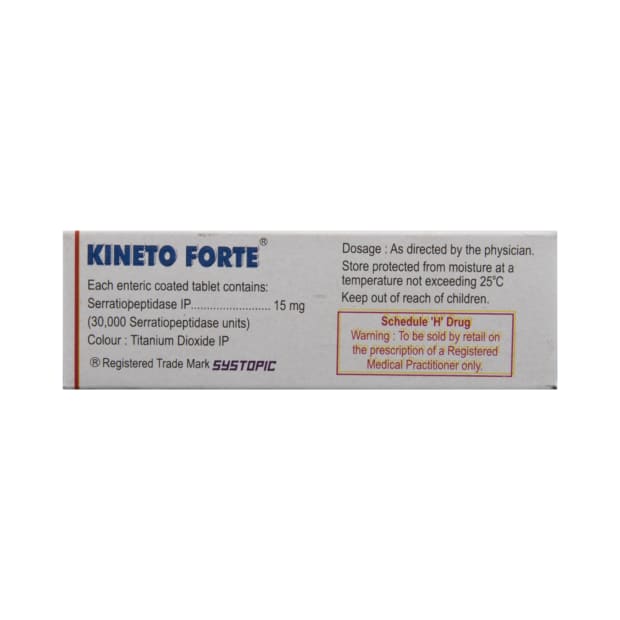 KINETO FORTE®
Each enteric coated tablet contains:
Serratiopeptidase IP......................... 15 mg
(30,000 Serratiopeptidase units)
Colour : Titanium Dioxide IP
® Registered Trade Mark SYSTOPIC
Dosage : As directed by the physician.
Store protected from moisture at a
temperature not exceeding 25°C
Keep out of reach of children.
Schedule 'H' Drug
Warning : To be sold by retail on
the prescription of a Registered
Medical Practitioner only.